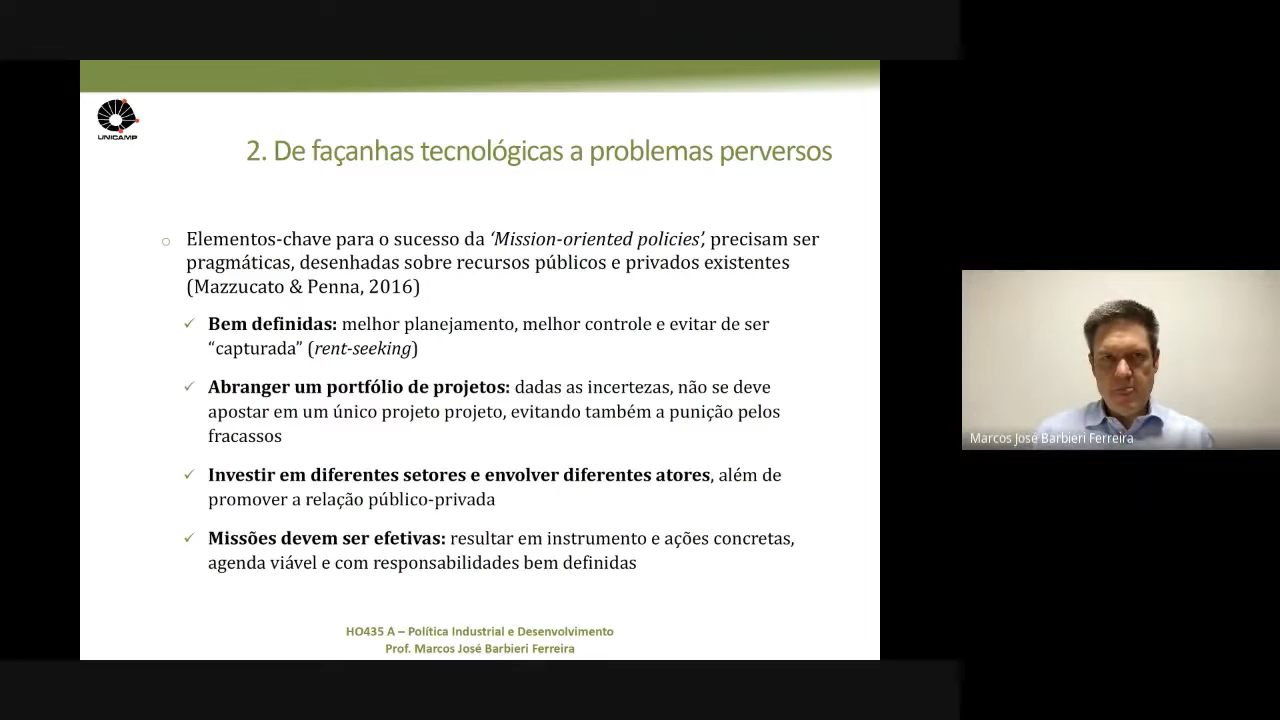 UNICAMP
2. De façanhas tecnológicas a problemas perversos
Elementos-chave para o sucesso da ‘Mission-oriented policies’, precisam ser
pragmáticas, desenhadas sobre recursos públicos e privados existentes
(Mazzucato & Penna, 2016)
Bem definidas: melhor planejamento, melhor controle e evitar de ser
“capturada” (rent-seeking)
Abranger um portfólio de projetos: dadas as incertezas, não se deve
apostar em um único projeto projeto, evitando também a punição pelos
fracassos
Investir em diferentes setores e envolver diferentes atores, além de
promover a relação público-privada
Missões devem ser efetivas: resultar em instrumento e ações concretas,
agenda viável e com responsabilidades bem definidas
HO435 A – Política Industrial e Desenvolvimento
Prof. Marcos José Barbieri Ferreira
Marcos José Barbieri Ferreira